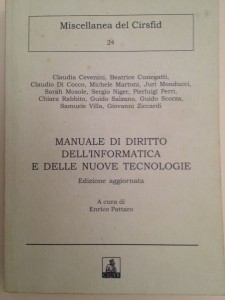 Miscellanea del Cirsfid
24
Claudia Cevenini, Beatrice Cunegatti,
Claudio Di Cocco, Michele Martoni, Juri Monducci,
Sarah Mosole, Sergio Niger, Pierluigi Perri,
Chiara Rabbito, Guido Salzano, Guido Scorza,
Samuele Villa, Giovanni Ziccardi
MANUALE DI DIRITTO
DELL'INFORMATICA
E DELLE NUOVE TECNOLOGIE
Edizione aggiornata
A cura di
Enrico Pattaro